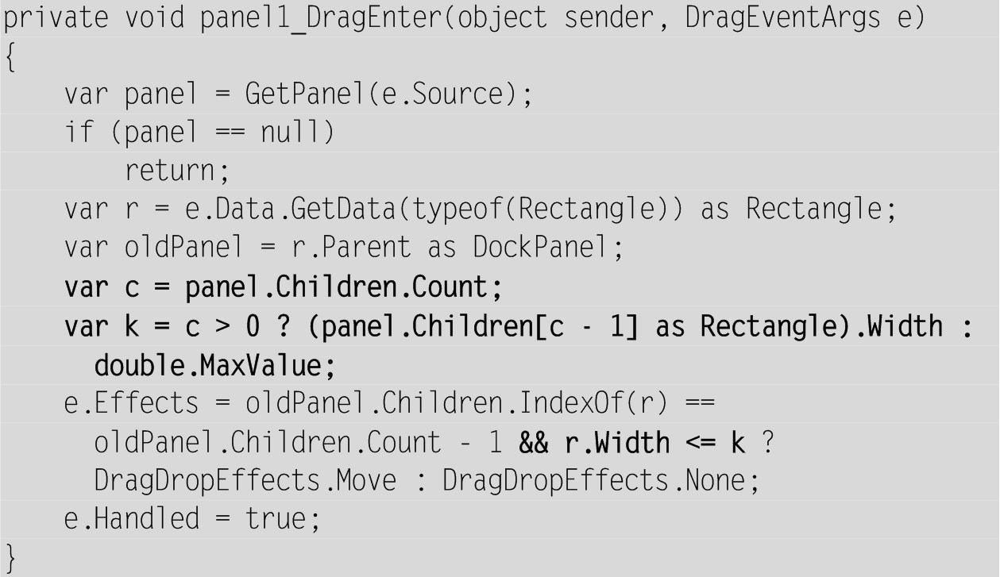 private void panel1_DragEnter(object sender, DragEventArgs e)
{
    var panel = GetPanel(e.Source);
    if (panel == null)
        return;
    var r = e.Data.GetData(typeof(Rectangle)) as Rectangle;
    var oldPanel = r.Parent as DockPanel;
    var c = panel.Children.Count;
    var k = c > 0 ? (panel.Children[c - 1] as Rectangle).Width :
      double.MaxValue;
    e.Effects = oldPanel.Children.IndexOf(r) ==
      oldPanel.Children.Count - 1 && r.Width <= k ?
      DragDropEffects.Move : DragDropEffects.None;
    e.Handled = true;
}